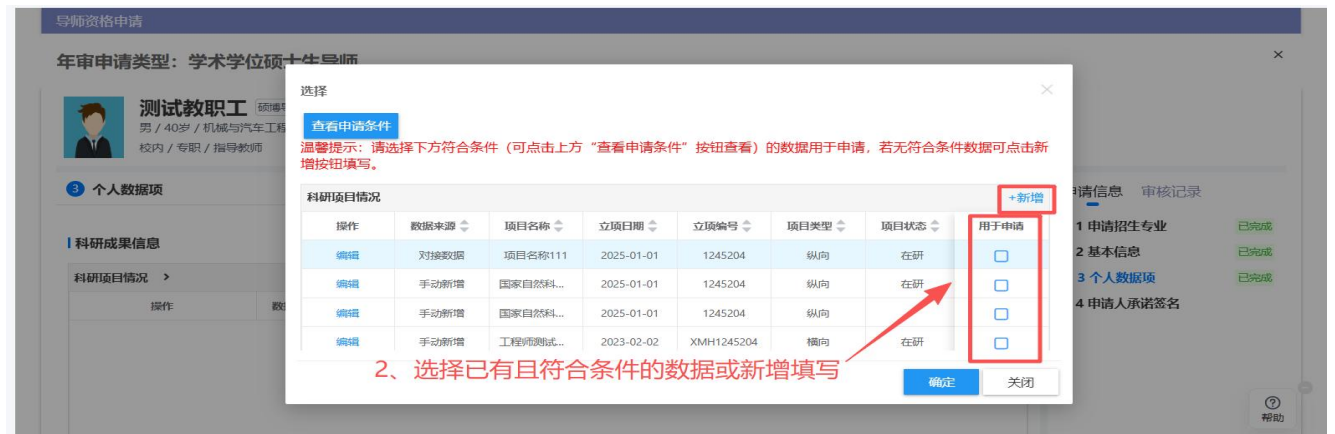 导师资格申请
年审申请类型：学术学位硕士生导师
×
测试教职工
男 / 40岁 / 机械与汽车工程
校内 / 专职 / 指导教师
3 个人数据项
科研成果信息
科研项目情况 >
操作
选择
×
查看申请条件
温馨提示：请选择下方符合条件（可点击上方“查看申请条件”按钮查看）的数据用于申请，若无符合条件数据可点击新
增按钮填写。
科研项目情况 +新增
操作 数据来源 项目名称 立项日期 立项编号 项目类型 项目状态 用于申请
编辑 对接数据 项目名称111 2025-01-01 1245204 纵向 在研
编辑 手动新增 国家自然科... 2025-01-01 1245204 纵向 在研
编辑 手动新增 国家自然科... 2025-01-01 1245204 纵向
编辑 手动新增 工程师测试... 2023-02-02 XMH1245204 横向 在研
2、选择已有且符合条件的数据或新增填写
确定 关闭
请信息 审核记录
1 申请招生专业 已完成
2 基本信息 已完成
3 个人数据项 已完成
4 申请人承诺签名
帮助